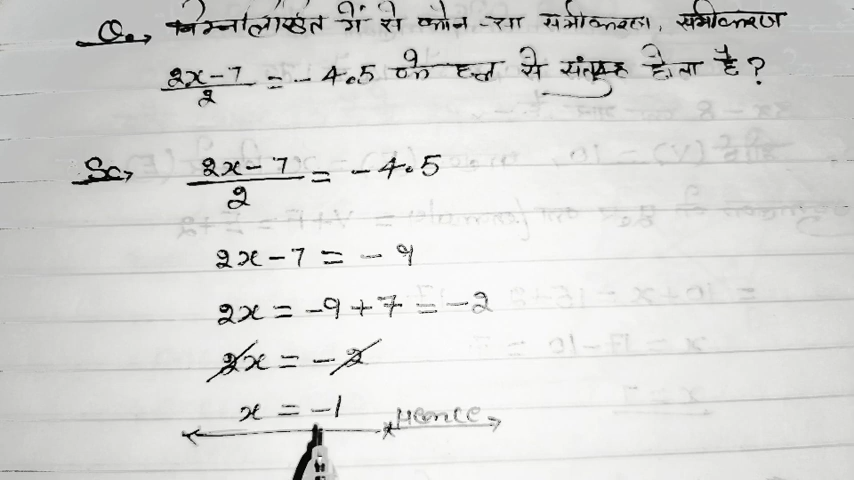 Q. निम्नलिखित में से कौन सा समीकरण, समीकरण
2x-7/2 = -4.5 के हल से संतुष्ट होता है?
So, 2x-7/2 = -4.5
2x-7 = -9
2x = -9+7 = -2
2x = -2
x = -1 Hence